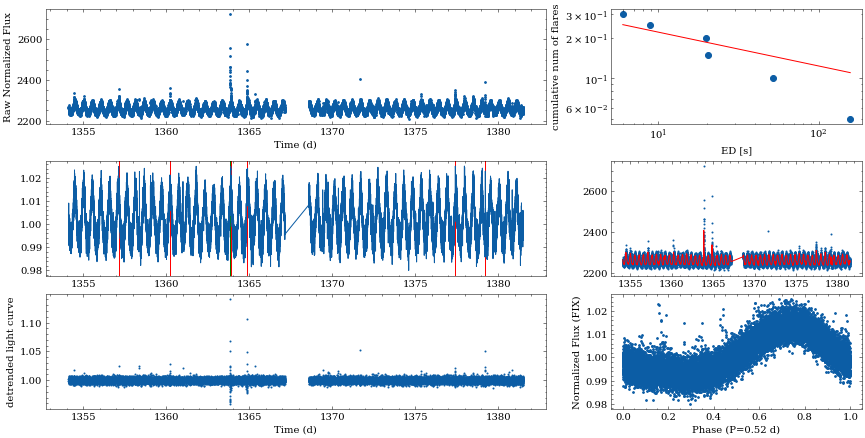 Raw Normalized Flux
2600
2400
2200
1355 1360 1365 1370 1375 1380
Time (d)
cumulative num of flares
3 × 10⁻¹
2 × 10⁻¹
10⁻¹
6 × 10⁻²
10¹ 10²
ED [s]
1.02
1.01
1.00
0.99
0.98
1355 1360 1365 1370 1375 1380
2600
2400
2200
1355 1360 1365 1370 1375 1380
detrended light curve
1.10
1.05
1.00
1355 1360 1365 1370 1375 1380
Time (d)
Normalized Flux (FIX)
1.02
1.01
1.00
0.99
0.98
0.0 0.2 0.4 0.6 0.8 1.0
Phase (P=0.52 d)